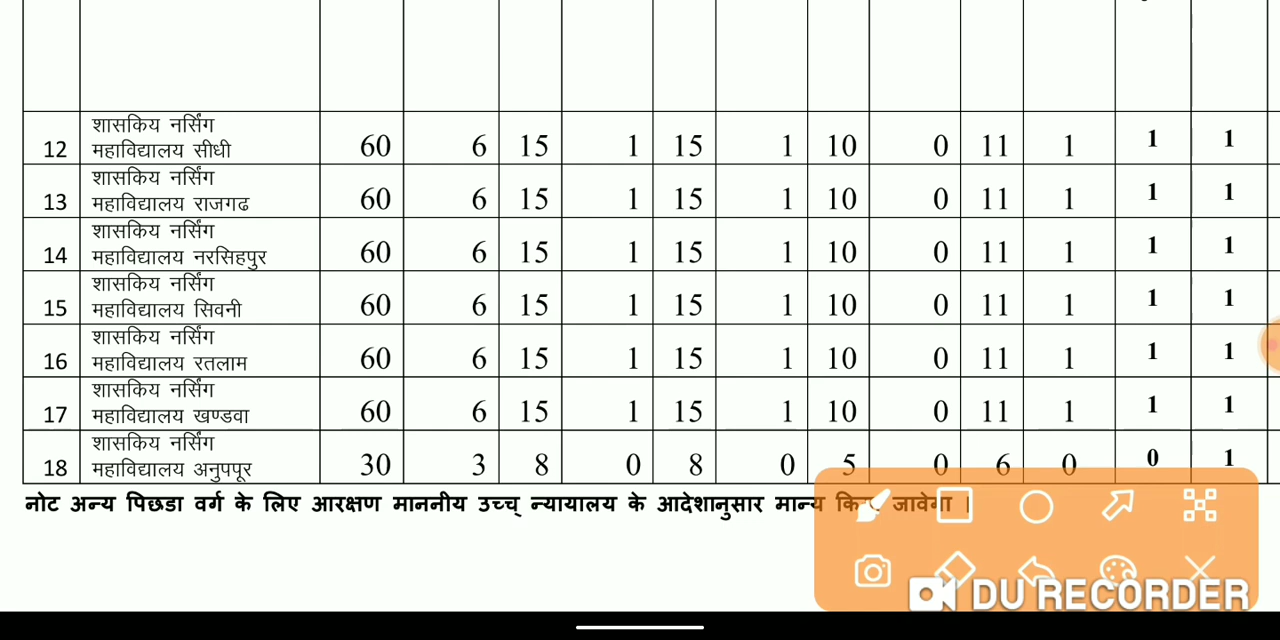 शासकिय नर्सिंग
12 महाविद्यालय सीधी 60 6 15 1 15 1 10 0 11 1 1 1
शासकिय नर्सिंग
13 महाविद्यालय राजगढ 60 6 15 1 15 1 10 0 11 1 1 1
शासकिय नर्सिंग
14 महाविद्यालय नरसिहपुर 60 6 15 1 15 1 10 0 11 1 1 1
शासकिय नर्सिंग
15 महाविद्यालय सिवनी 60 6 15 1 15 1 10 0 11 1 1 1
शासकिय नर्सिंग
16 महाविद्यालय रतलाम 60 6 15 1 15 1 10 0 11 1 1 1
शासकिय नर्सिंग
17 महाविद्यालय खण्डवा 60 6 15 1 15 1 10 0 11 1 1 1
शासकिय नर्सिंग
18 महाविद्यालय अनुपपूर 30 3 8 0 8 0 5 0 6 0 0 1
नोट अन्य पिछडा वर्ग के लिए आरक्षण माननीय उच्च् न्यायालय के आदेशानुसार मान्य जावेगा ।
DU RECORDER